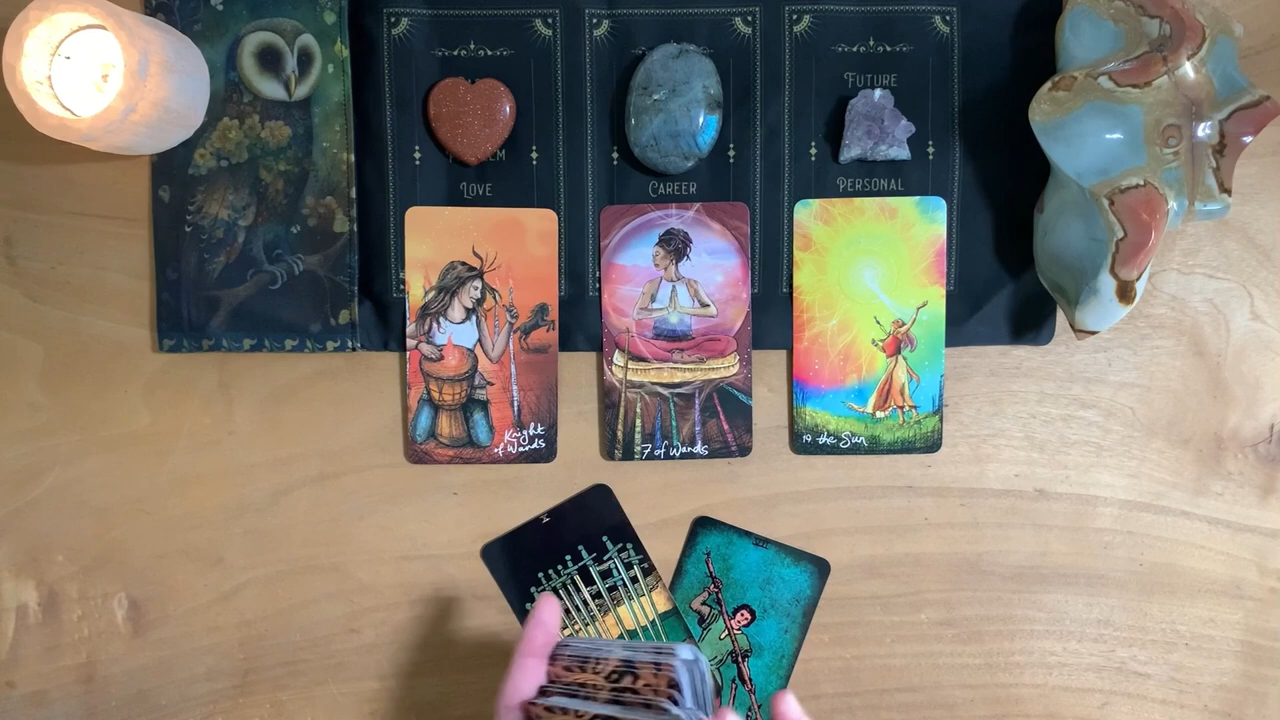 FUTURE
LOVE
CAREER
PERSONAL
Knight
of Wands
7 of Wands
19 the Sun
X